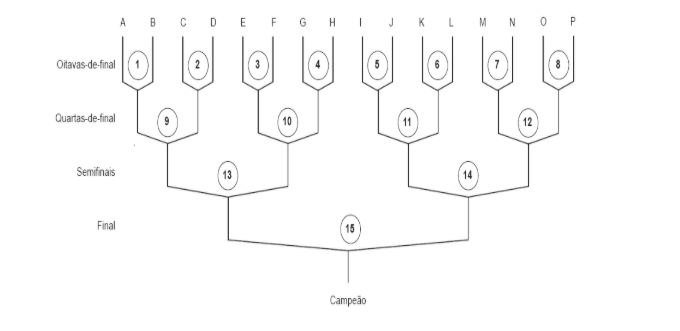 A B C D E F G H I J K L M N O P
Oitavas-de-final 1 2 3 4 5 6 7 8
Quartas-de-final 9 10 11 12
Semifinais 13 14
Final 15
Campeão